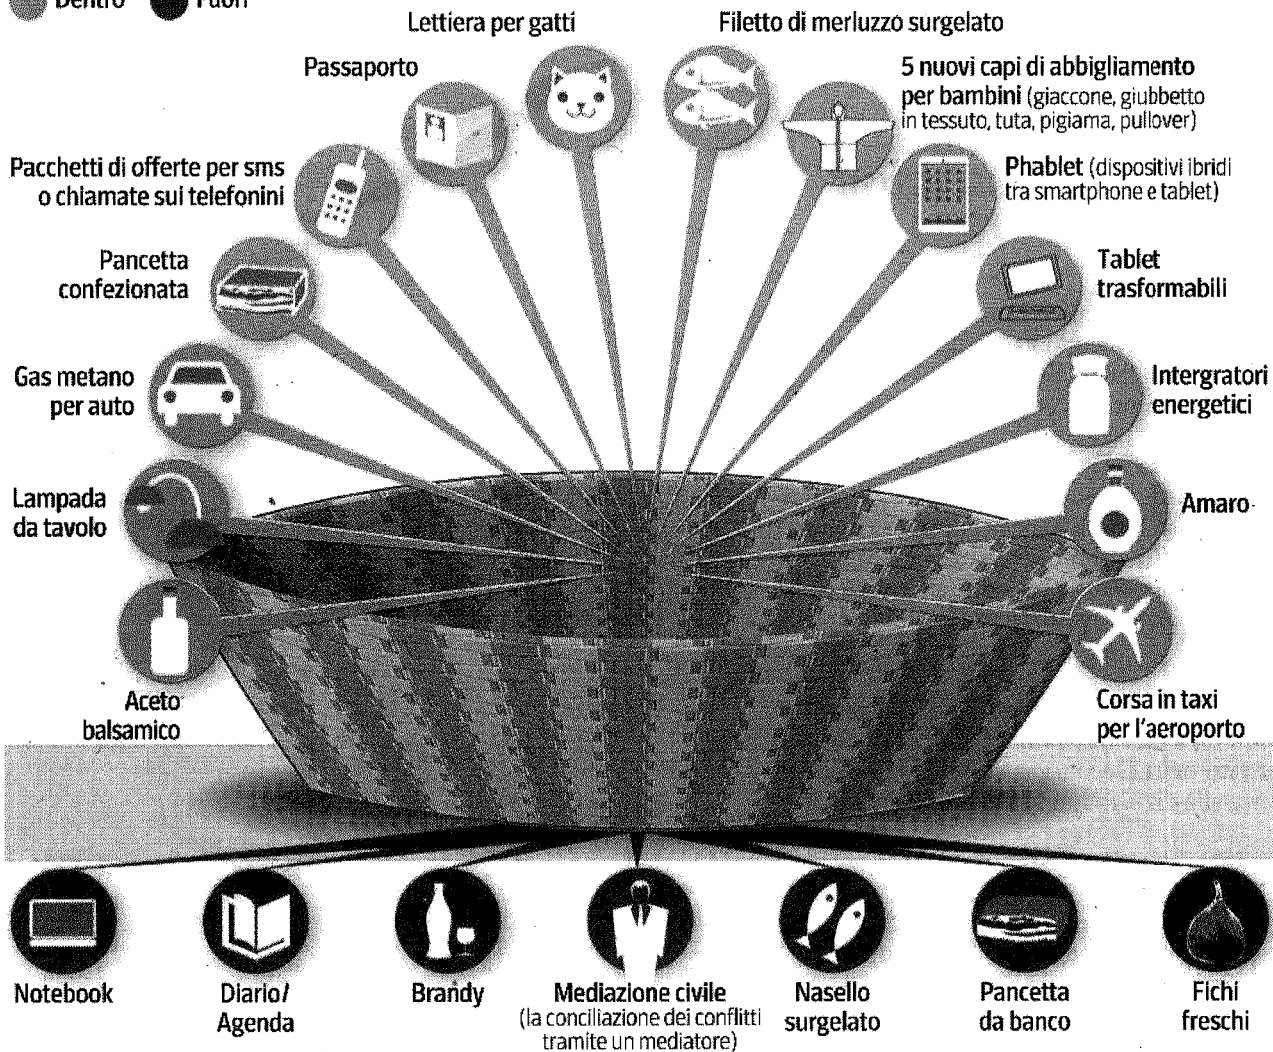 Dentro Fuori
Lettiera per gatti
Filetto di merluzzo surgelato
Passaporto
5 nuovi capi di abbigliamento
per bambini (giaccone, giubbetto
in tessuto, tuta, pigiama, pullover)
Pacchetti di offerte per sms
o chiamate sui telefonini
Phablet (dispositivi ibridi
tra smartphone e tablet)
Pancetta
confezionata
Tablet
trasformabili
Gas metano
per auto
Intergratori
energetici
Lampada
da tavolo
Amaro
Aceto
balsamico
Corsa in taxi
per l'aeroporto
Notebook
Diario/
Agenda
Brandy
Mediazione civile
(la conciliazione dei conflitti
tramite un mediatore)
Nasello
surgelato
Pancetta
da banco
Fichi
freschi